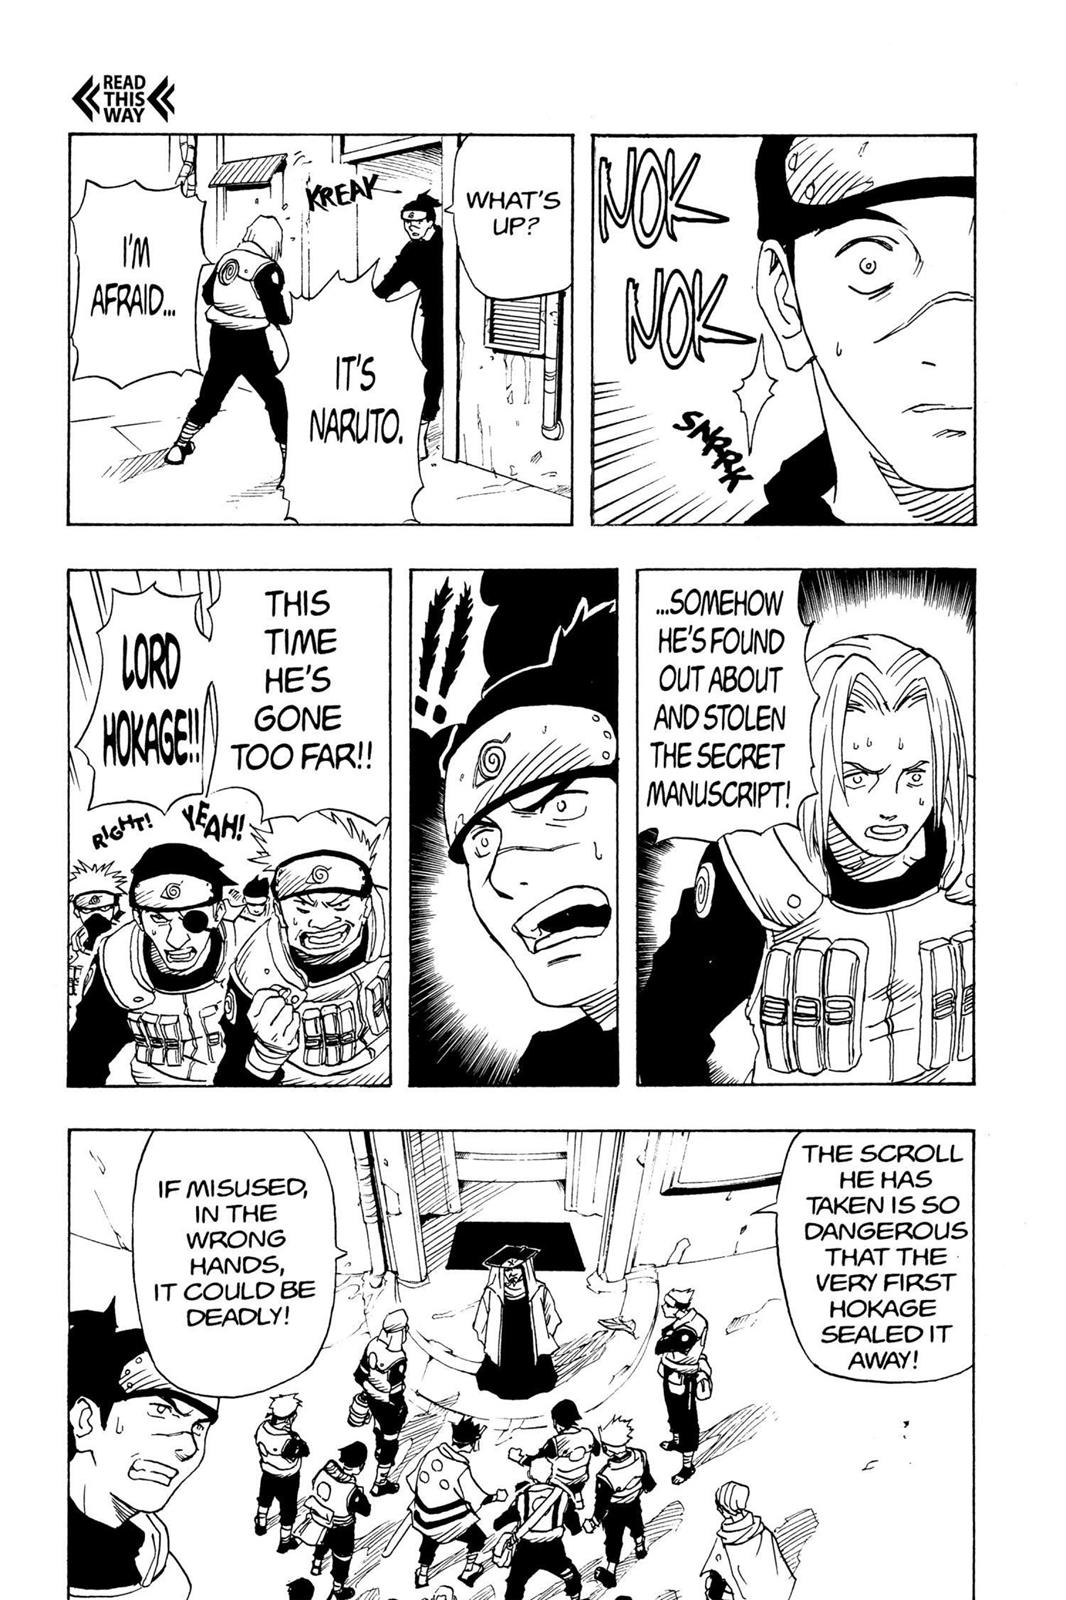 READ
THIS
WAY
NOK
NOK
SNRRK
WHAT'S
UP?
KREAK
I'M
AFRAID...
IT'S
NARUTO.
...SOMEHOW
HE'S FOUND
OUT ABOUT
AND STOLEN
THE SECRET
MANUSCRIPT!
!!
THIS
TIME
HE'S
GONE
TOO FAR!!
LORD
HOKAGE!!
YEAH!
RIGHT!
THE SCROLL
HE HAS
TAKEN IS SO
DANGEROUS
THAT THE
VERY FIRST
HOKAGE
SEALED IT
AWAY!
IF MISUSED,
IN THE
WRONG
HANDS,
IT COULD BE
DEADLY!